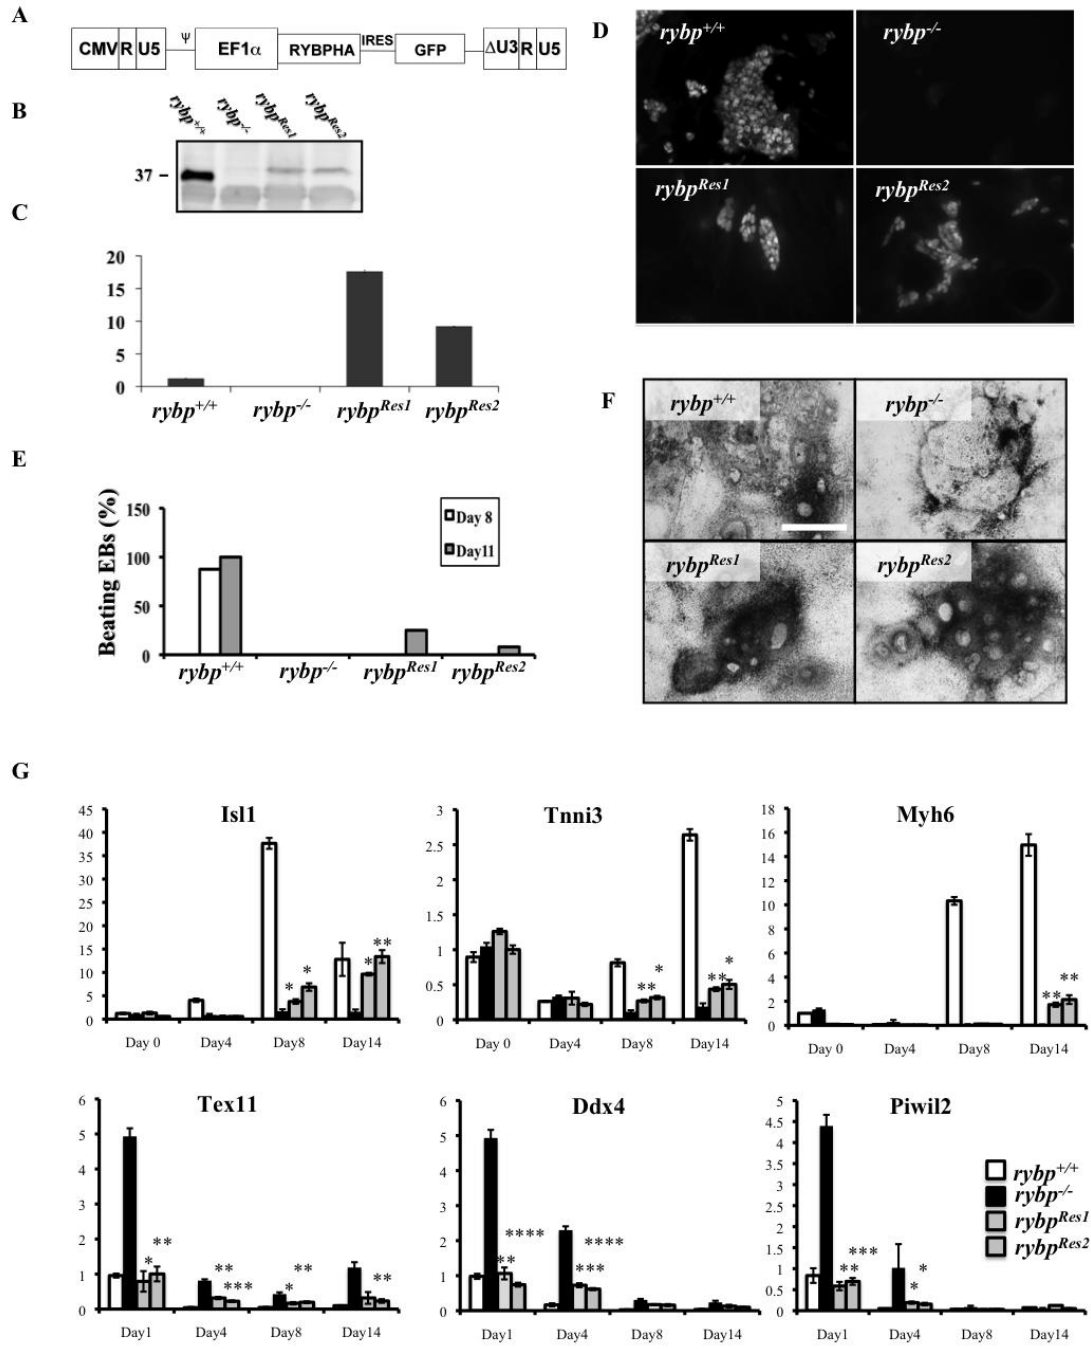 A
CMV R U5 Ψ EF1α RYBPHA IRES GFP ΔU3 R U5
B
rybp+/+ rybp-/- rybpRes1 rybpRes2
37 –
C
20
15
10
5
0
rybp+/+ rybp-/- rybpRes1 rybpRes2
D
rybp+/+ rybp-/-
rybpRes1 rybpRes2
E
Beating EBs (%)
150
100
50
0
Day 8
Day11
rybp+/+ rybp-/- rybpRes1 rybpRes2
F
rybp+/+ rybp-/-
rybpRes1 rybpRes2
G
Isl1
45
40
35
30
25
20
15
10
5
0
* * * **
Day 0 Day4 Day8 Day14
Tnni3
3
2.5
2
1.5
1
0.5
0
** * ** *
Day 0 Day4 Day8 Day14
Myh6
18
16
14
12
10
8
6
4
2
0
** **
Day 0 Day4 Day8 Day14
Tex11
6
5
4
3
2
1
0
* ** ** *** * ** **
Day1 Day4 Day8 Day14
Ddx4
6
5
4
3
2
1
0
** **** *** ****
Day1 Day4 Day8 Day14
Piwil2
5
4.5
4
3.5
3
2.5
2
1.5
1
0.5
0
** *** * *
Day1 Day4 Day8 Day14
rybp+/+
rybp-/-
rybpRes1
rybpRes2